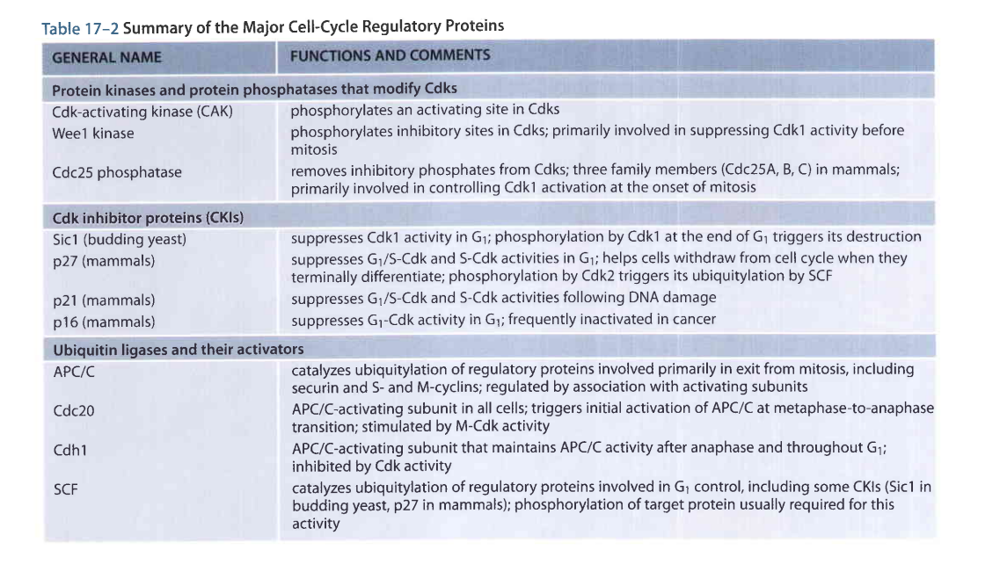 Table 17–2 Summary of the Major Cell-Cycle Regulatory Proteins
GENERAL NAME FUNCTIONS AND COMMENTS
Protein kinases and protein phosphatases that modify Cdks
Cdk-activating kinase (CAK) phosphorylates an activating site in Cdks
Wee1 kinase phosphorylates inhibitory sites in Cdks; primarily involved in suppressing Cdk1 activity before
mitosis
Cdc25 phosphatase removes inhibitory phosphates from Cdks; three family members (Cdc25A, B, C) in mammals;
primarily involved in controlling Cdk1 activation at the onset of mitosis
Cdk inhibitor proteins (CKIs)
Sic1 (budding yeast) suppresses Cdk1 activity in G₁; phosphorylation by Cdk1 at the end of G₁ triggers its destruction
p27 (mammals) suppresses G₁/S-Cdk and S-Cdk activities in G₁; helps cells withdraw from cell cycle when they
terminally differentiate; phosphorylation by Cdk2 triggers its ubiquitylation by SCF
p21 (mammals) suppresses G₁/S-Cdk and S-Cdk activities following DNA damage
p16 (mammals) suppresses G₁-Cdk activity in G₁; frequently inactivated in cancer
Ubiquitin ligases and their activators
APC/C catalyzes ubiquitylation of regulatory proteins involved primarily in exit from mitosis, including
securin and S- and M-cyclins; regulated by association with activating subunits
Cdc20 APC/C-activating subunit in all cells; triggers initial activation of APC/C at metaphase-to-anaphase
transition; stimulated by M-Cdk activity
Cdh1 APC/C-activating subunit that maintains APC/C activity after anaphase and throughout G₁;
inhibited by Cdk activity
SCF catalyzes ubiquitylation of regulatory proteins involved in G₁ control, including some CKIs (Sic1 in
budding yeast, p27 in mammals); phosphorylation of target protein usually required for this
activity